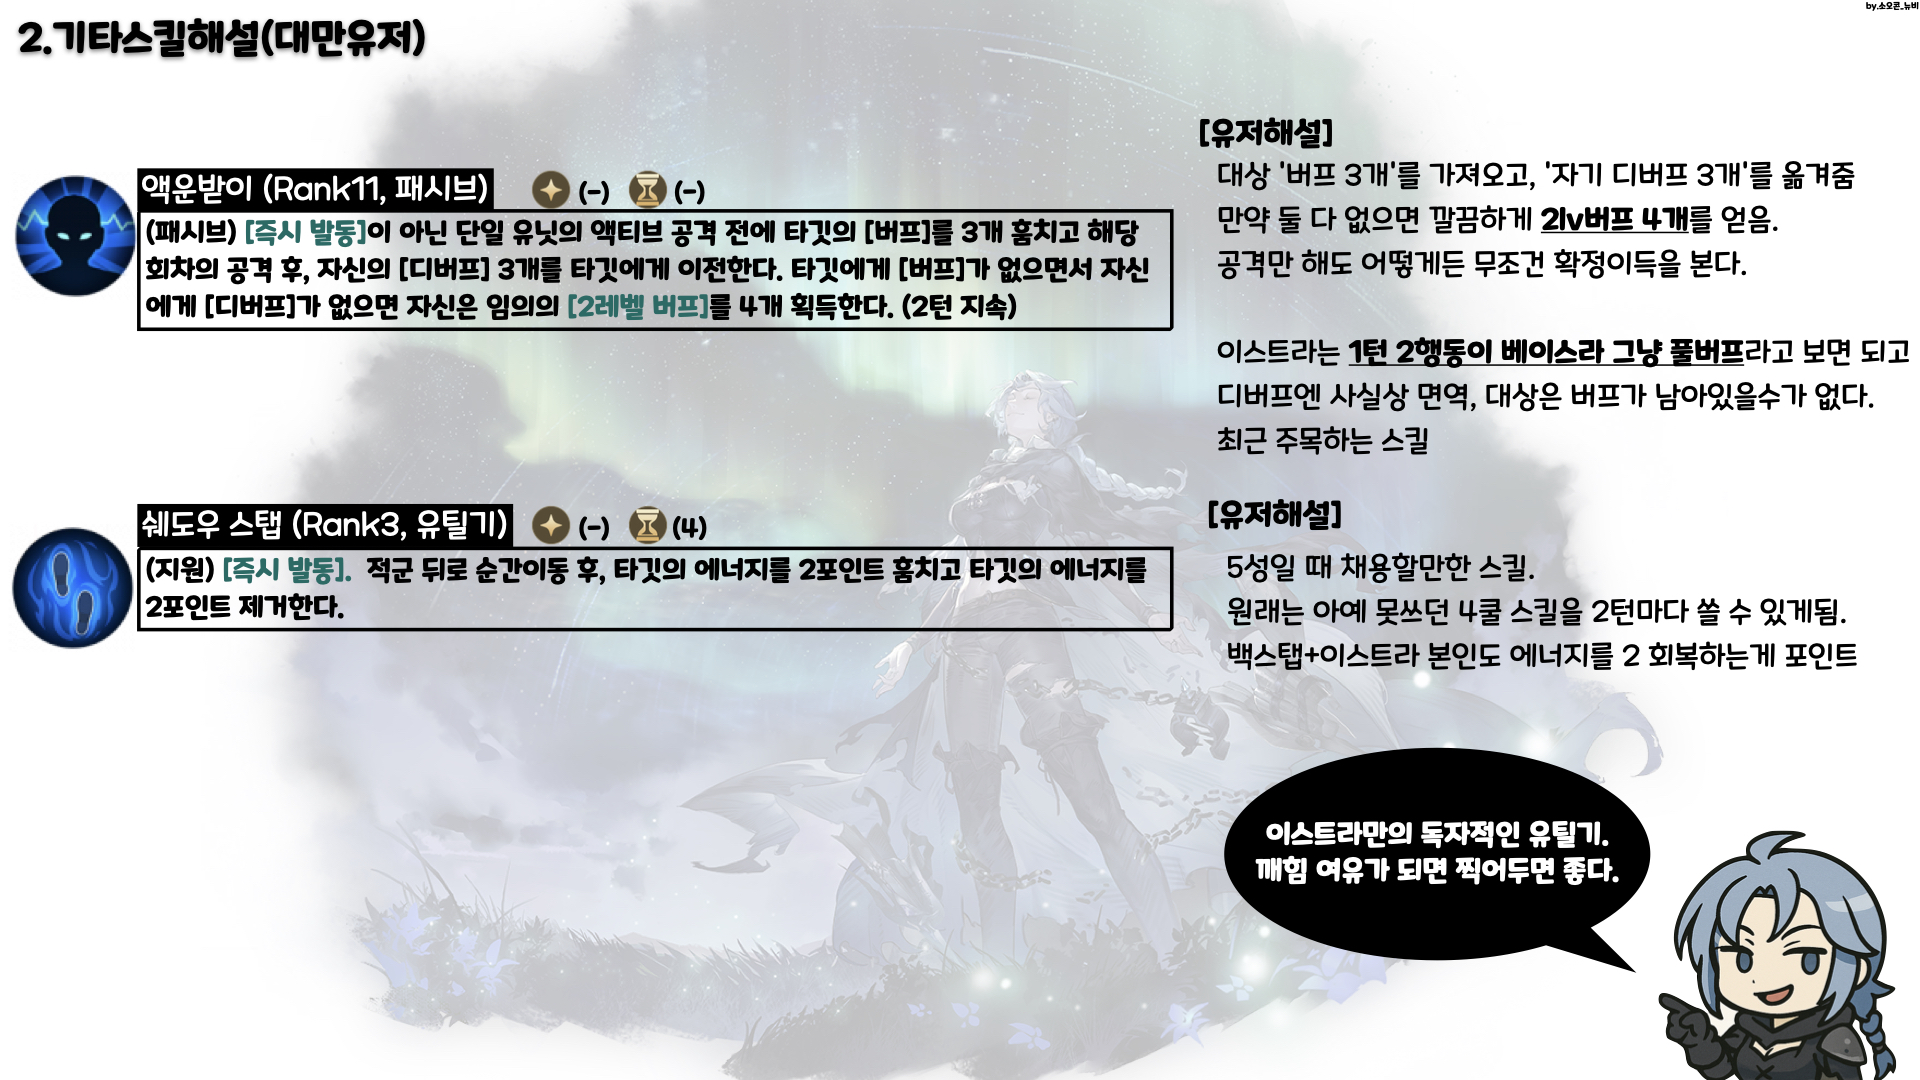 by.소오콘_뉴비
2.기타스킬해설(대만유저)
액운받이 (Rank11, 패시브) (-) (-)
(패시브) [즉시 발동]이 아닌 단일 유닛의 액티브 공격 전에 타깃의 [버프]를 3개 훔치고 해당
회차의 공격 후, 자신의 [디버프] 3개를 타깃에게 이전한다. 타깃에게 [버프]가 없으면서 자신
에게 [디버프]가 없으면 자신은 임의의 [2레벨 버프]를 4개 획득한다. (2턴 지속)
[유저해설]
대상 '버프 3개'를 가져오고, '자기 디버프 3개'를 옮겨줌
만약 둘 다 없으면 깔끔하게 2lv버프 4개를 얻음.
공격만 해도 어떻게든 무조건 확정이득을 본다.
이스트라는 1턴 2행동이 베이스라 그냥 풀버프라고 보면 되고
디버프엔 사실상 면역, 대상은 버프가 남아있을수가 없다.
최근 주목하는 스킬
쉐도우 스탭 (Rank3, 유틸기) (-) (4)
(지원) [즉시 발동]. 적군 뒤로 순간이동 후, 타깃의 에너지를 2포인트 훔치고 타깃의 에너지를
2포인트 제거한다.
[유저해설]
5성일 때 채용할만한 스킬.
원래는 아예 못쓰던 4쿨 스킬을 2턴마다 쓸 수 있게됨.
백스탭+이스트라 본인도 에너지를 2 회복하는게 포인트
이스트라만의 독자적인 유틸기.
깨힘 여유가 되면 찍어두면 좋다.